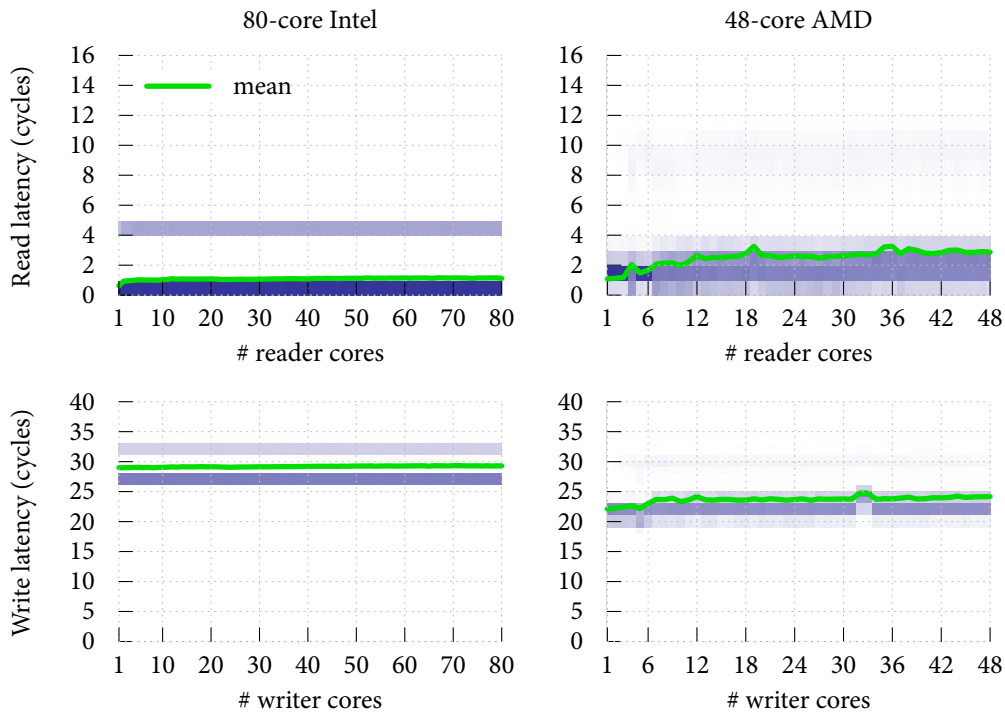 80-core Intel
48-core AMD
Read latency (cycles)
16
14
12
10
8
6
4
2
0
mean
1 10 20 30 40 50 60 70 80
# reader cores
16
14
12
10
8
6
4
2
0
1 6 12 18 24 30 36 42 48
# reader cores
Write latency (cycles)
40
35
30
25
20
15
10
5
0
1 10 20 30 40 50 60 70 80
# writer cores
40
35
30
25
20
15
10
5
0
1 6 12 18 24 30 36 42 48
# writer cores